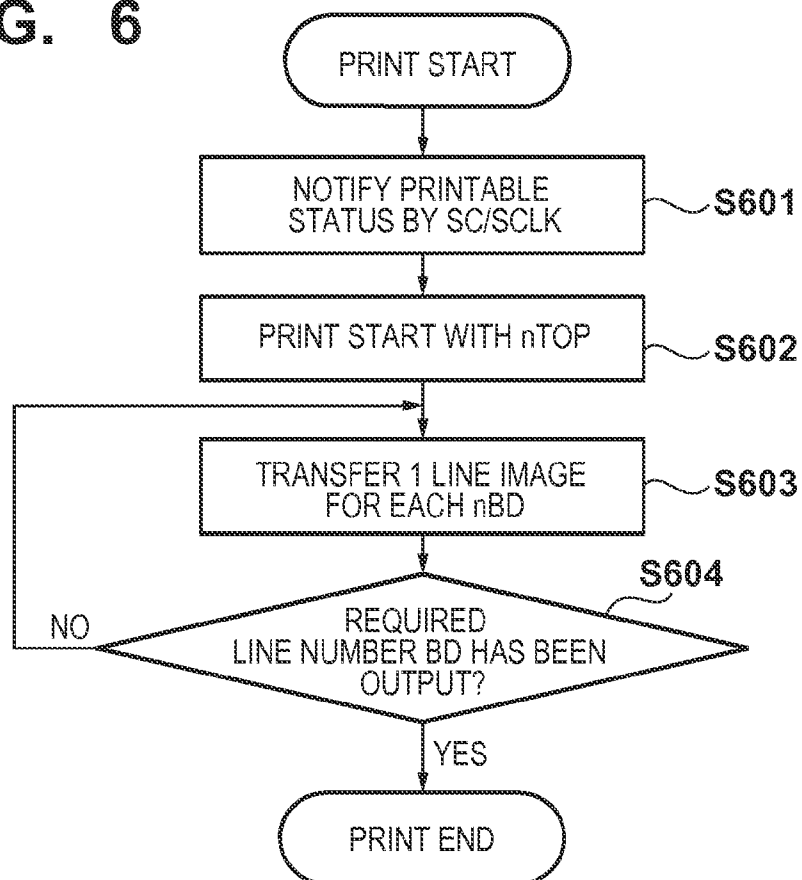 G. 6
PRINT START
NOTIFY PRINTABLE
STATUS BY SC/SCLK
S601
PRINT START WITH nTOP
S602
TRANSFER 1 LINE IMAGE
FOR EACH nBD
S603
S604
REQUIRED
LINE NUMBER BD HAS BEEN
OUTPUT?
NO
YES
PRINT END